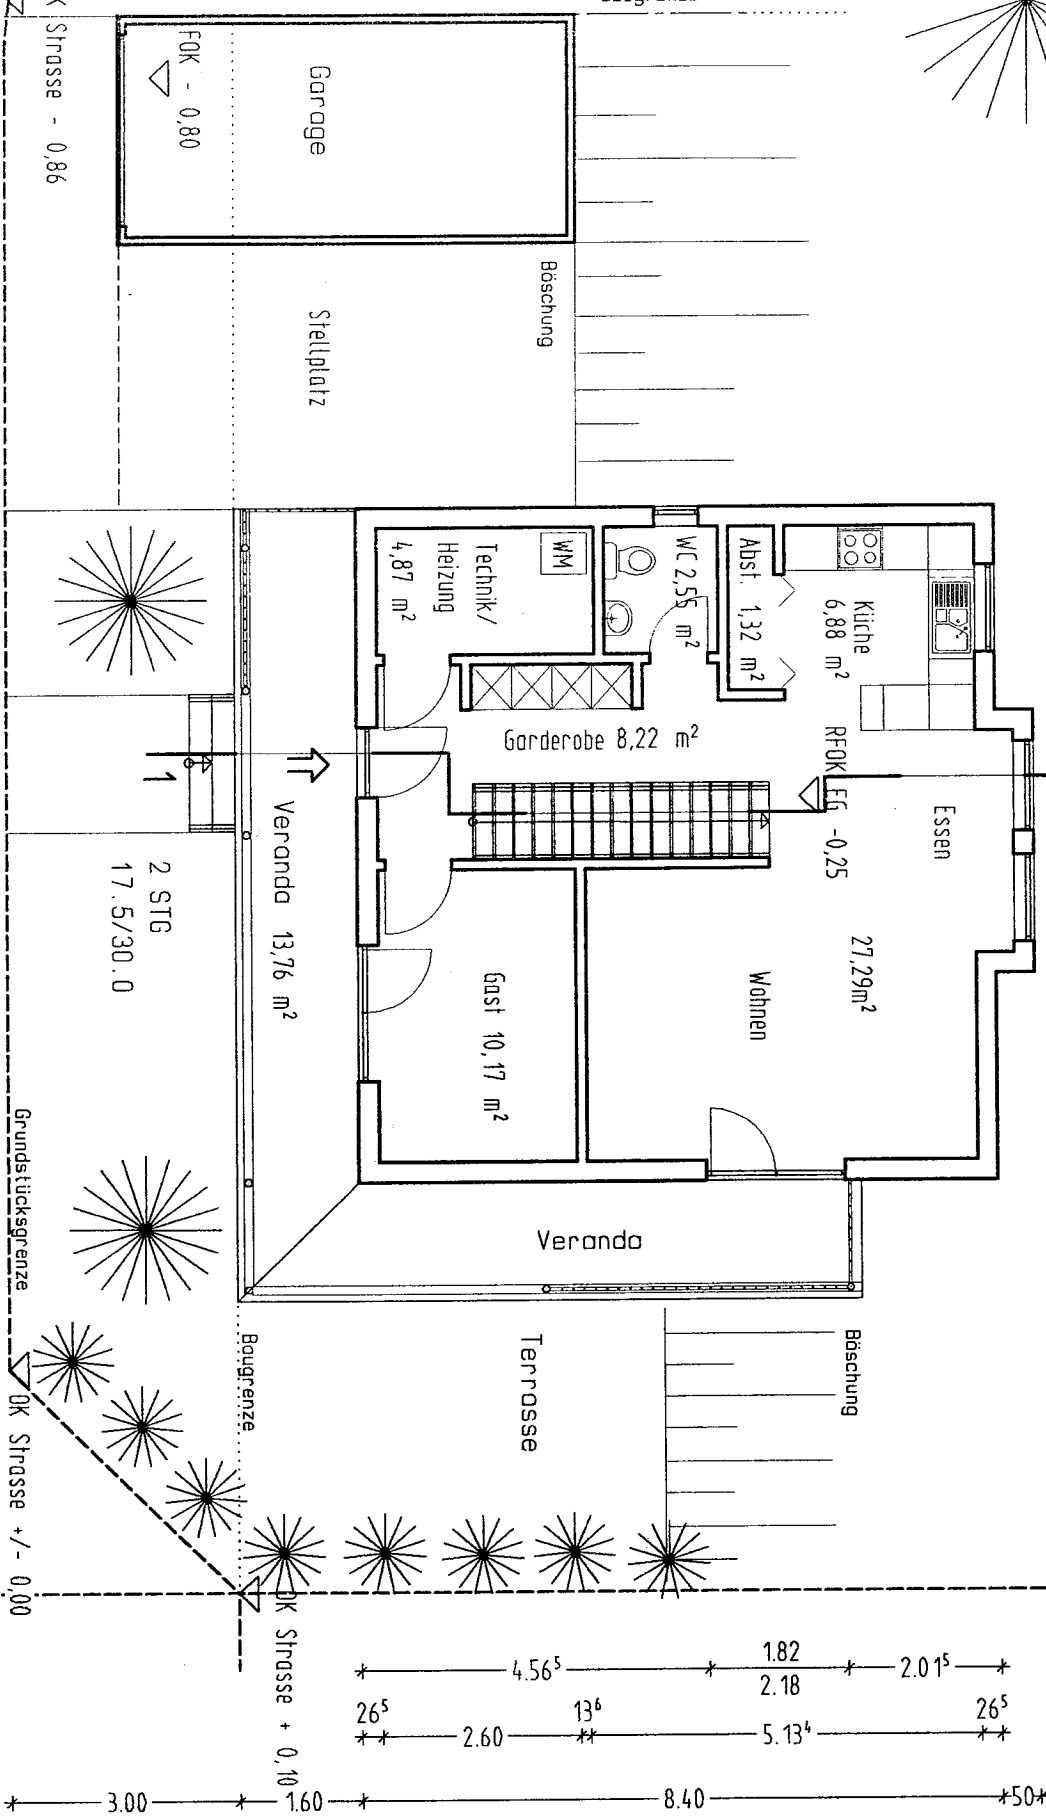 Strasse - 0,86
FOK - 0,80
Garage
Böschung
Stellplatz
WM
Technik/
Heizung
4,87 m²
WC 2,55 m²
Abst. 1,32 m²
Küche
6,88 m²
Garderobe 8,22 m²
RFOK EG -0,25
Essen
27,29m²
Wohnen
Gast 10,17 m²
Veranda 13,76 m²
1
2 STG
17.5/30.0
Veranda
Grundstücksgrenze
Baugrenze
Terrasse
Böschung
OK Strasse +/- 0,00
OK Strasse + 0,10
4.56⁵
1.82
2.18
2.01⁵
26⁵
2.60
13⁶
5.13⁴
26⁵
3.00
1.60
8.40
50